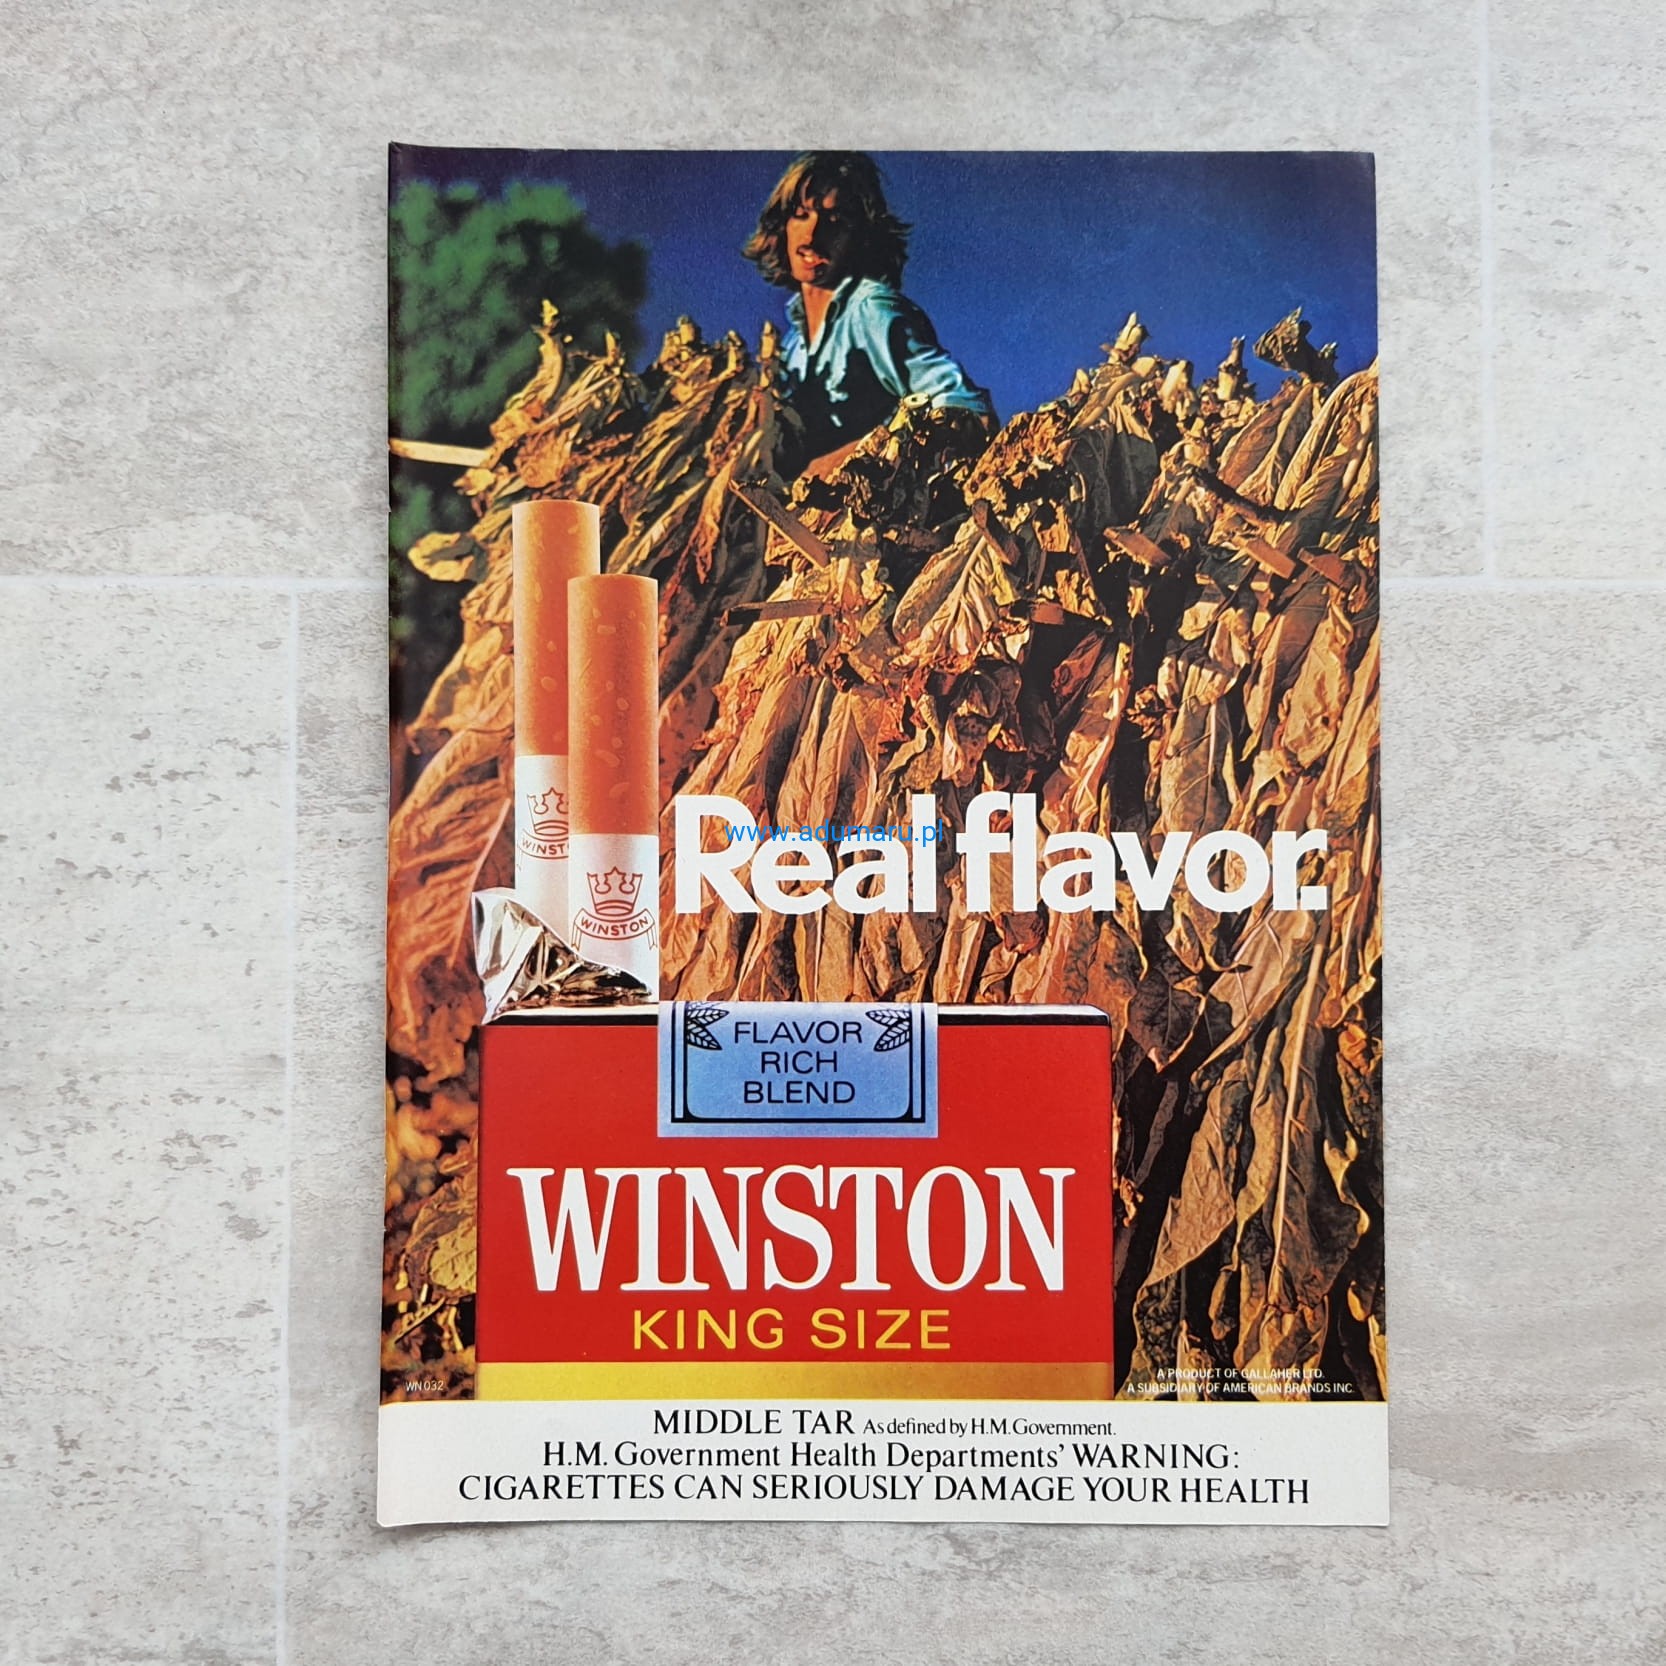 WINSTON
Real flavor.
www.adumaru.pl
WINSTON
FLAVOR
RICH
BLEND
WINSTON
KING SIZE
WN 032
A PRODUCT OF GALLAHER LTD.
A SUBSIDIARY OF AMERICAN BRANDS INC.
MIDDLE TAR As defined by H.M. Government.
H.M. Government Health Departments' WARNING:
CIGARETTES CAN SERIOUSLY DAMAGE YOUR HEALTH